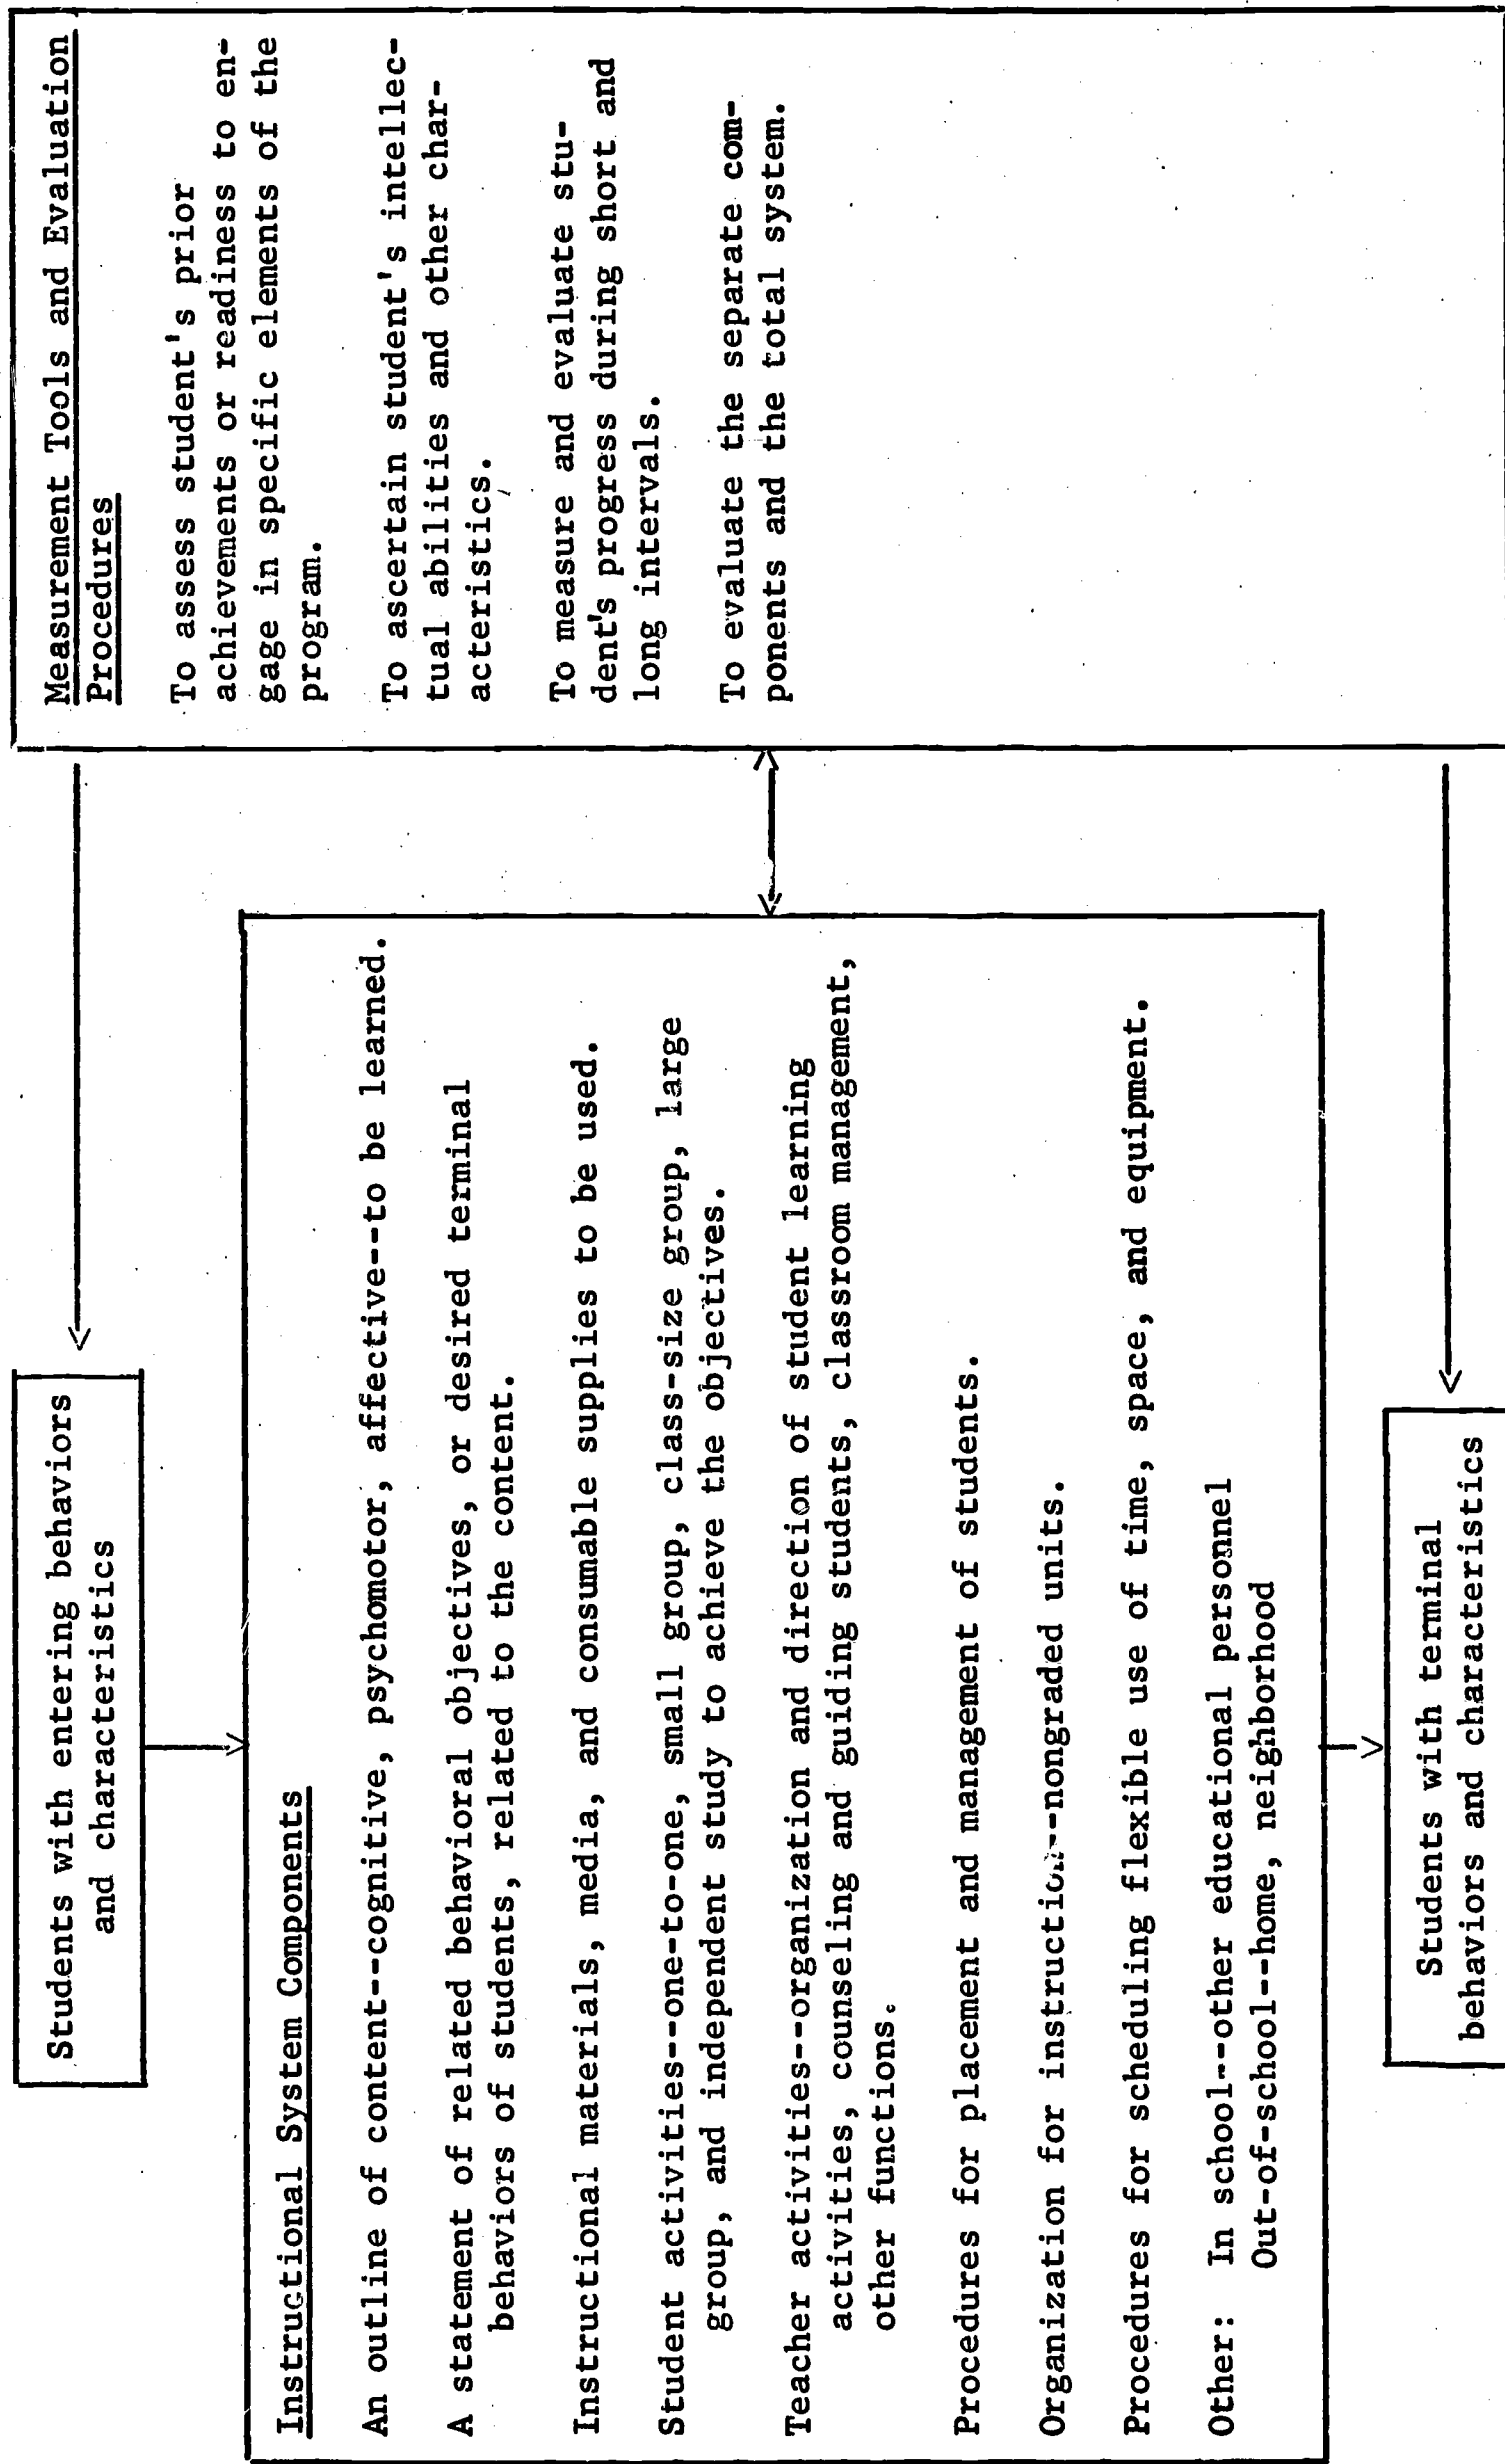 Students with entering behaviors
and characteristics
Instructional System Components
An outline of content--cognitive, psychomotor, affective--to be learned.
A statement of related behavioral objectives, or desired terminal
behaviors of students, related to the content.
Instructional materials, media, and consumable supplies to be used.
Student activities--one-to-one, small group, class-size group, large
group, and independent study to achieve the objectives.
Teacher activities--organization and direction of student learning
activities, counseling and guiding students, classroom management,
other functions.
Procedures for placement and management of students.
Organization for instruction--nongraded units.
Procedures for scheduling flexible use of time, space, and equipment.
Other: In school--other educational personnel
Out-of-school--home, neighborhood
Students with terminal
behaviors and characteristics
Measurement Tools and Evaluation
Procedures
To assess student's prior
achievements or readiness to en-
gage in specific elements of the
program.
To ascertain student's intellec-
tual abilities and other char-
acteristics.
To measure and evaluate stu-
dent's progress during short and
long intervals.
To evaluate the separate com-
ponents and the total system.